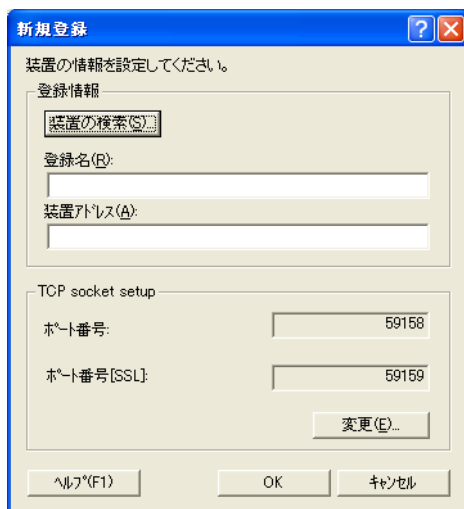 新規登録
装置の情報を設定してください。
登録情報
装置の検索(S)...
登録名(R):
装置アドレス(A):
TCP socket setup
ポート番号: 59158
ポート番号[SSL]: 59159
変更(E)...
ヘルプ(F1) OK キャンセル